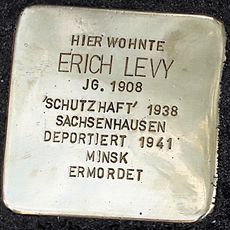 HIER WOHNTE
ERICH LEVY
JG. 1908
'SCHUTZHAFT' 1938
SACHSENHAUSEN
DEPORTIERT 1941
MINSK
ERMORDET